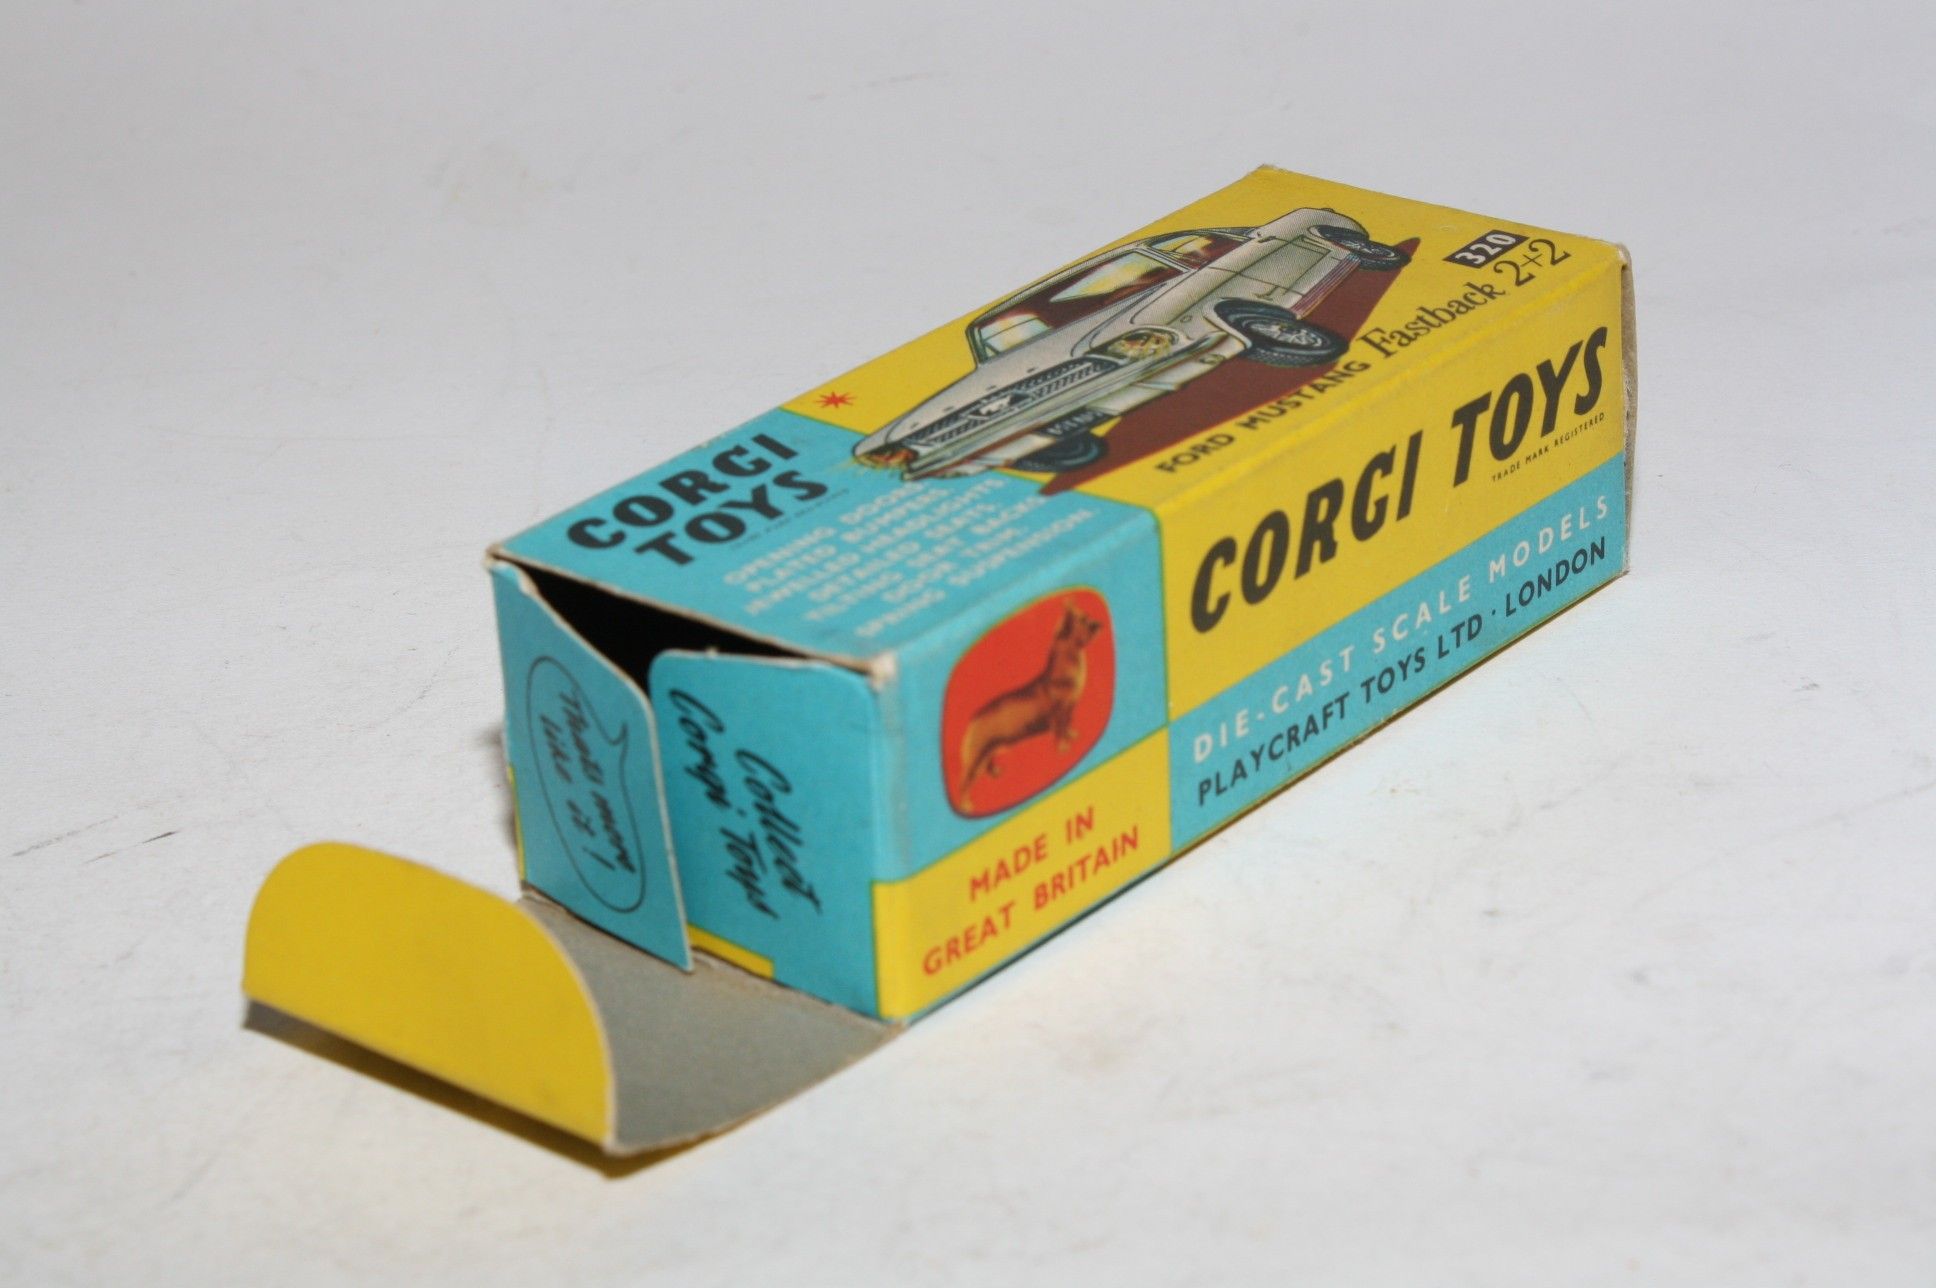 320
FORD MUSTANG Fastback 2+2
CORGI
TOYS
OPENING DOORS.
PLATED BUMPERS.
JEWELLED HEADLIGHTS.
DETAILED SEATS.
TILTING SEAT BACKS.
DOOR TRIM.
SPRING SUSPENSION.
CORGI TOYS
TRADE MARK REGISTERED
DIE-CAST SCALE MODELS
PLAYCRAFT TOYS LTD · LONDON
MADE IN
GREAT BRITAIN
Collect
Corgi Toys
There's more
like it!